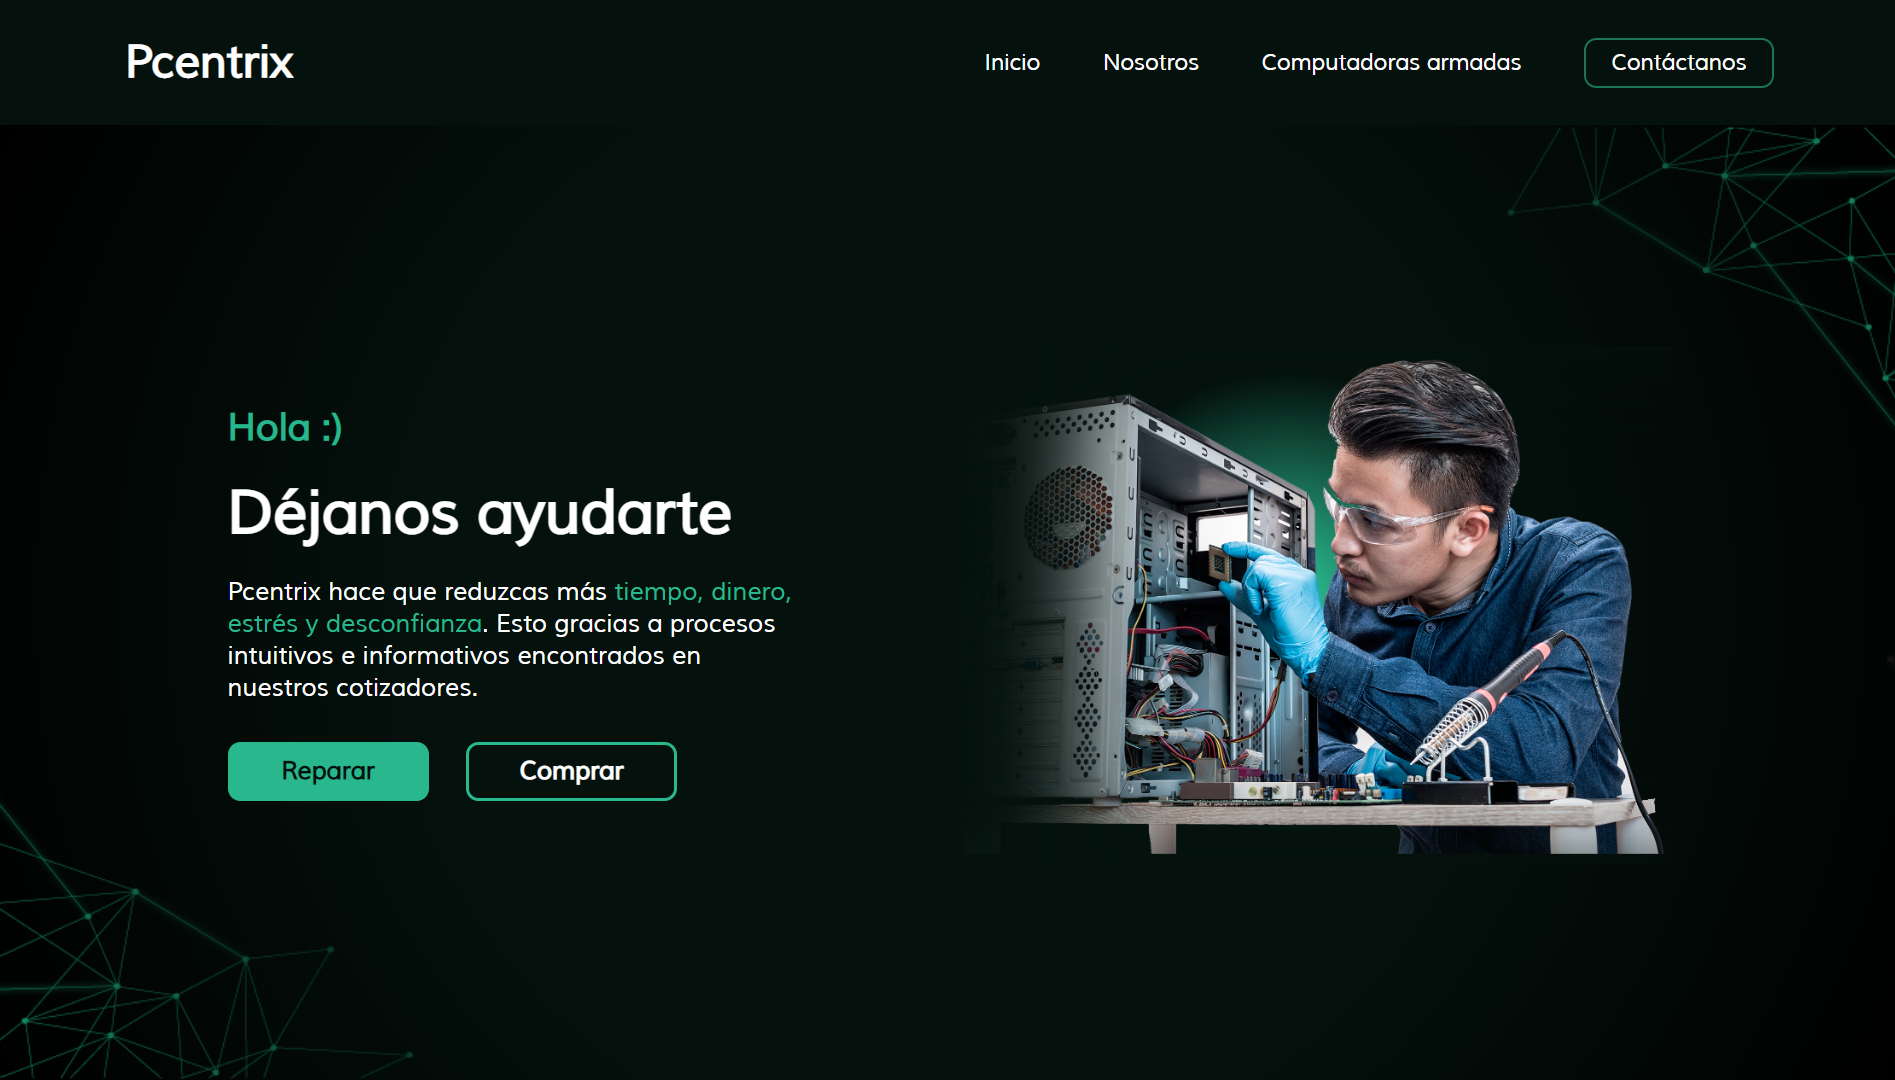 Pcentrix
Inicio
Nosotros
Computadoras armadas
Contáctanos
Hola :)
Déjanos ayudarte
Pcentrix hace que reduzcas más tiempo, dinero,
estrés y desconfianza. Esto gracias a procesos
intuitivos e informativos encontrados en
nuestros cotizadores.
Reparar
Comprar